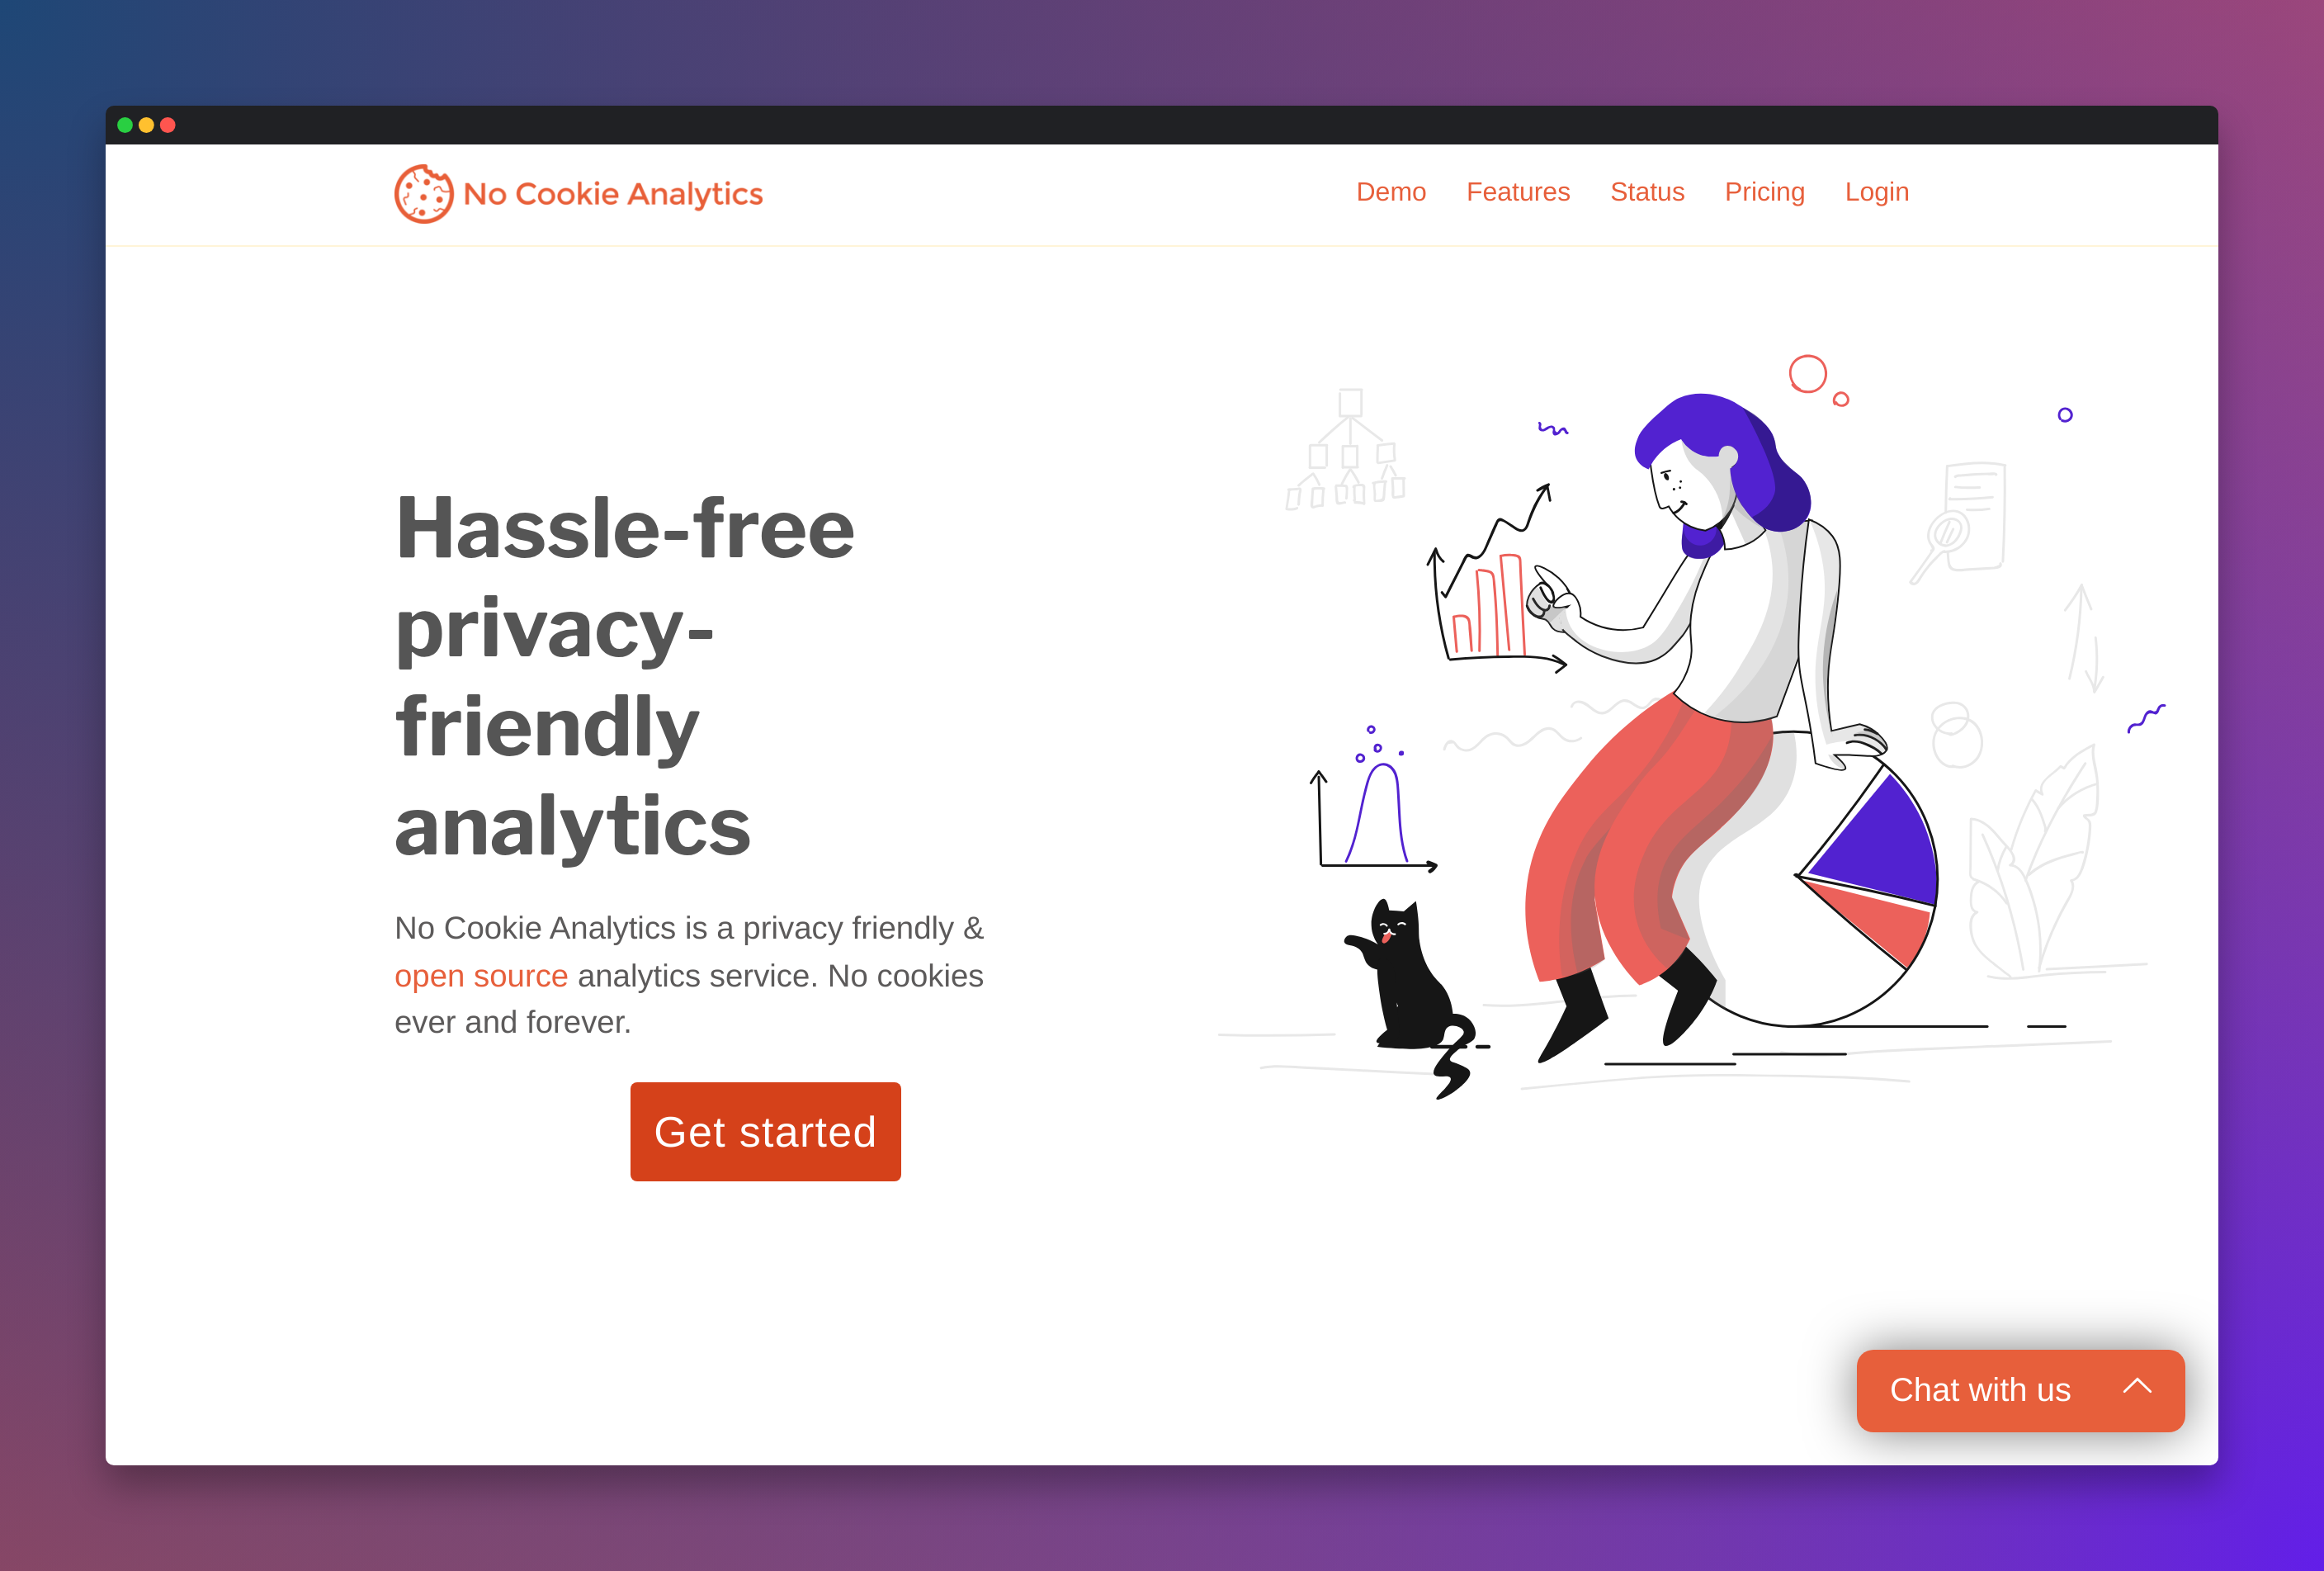 No Cookie Analytics
Demo Features Status Pricing Login
Hassle-free
privacy-
friendly
analytics
No Cookie Analytics is a privacy friendly &
open source analytics service. No cookies
ever and forever.
Get started
Chat with us